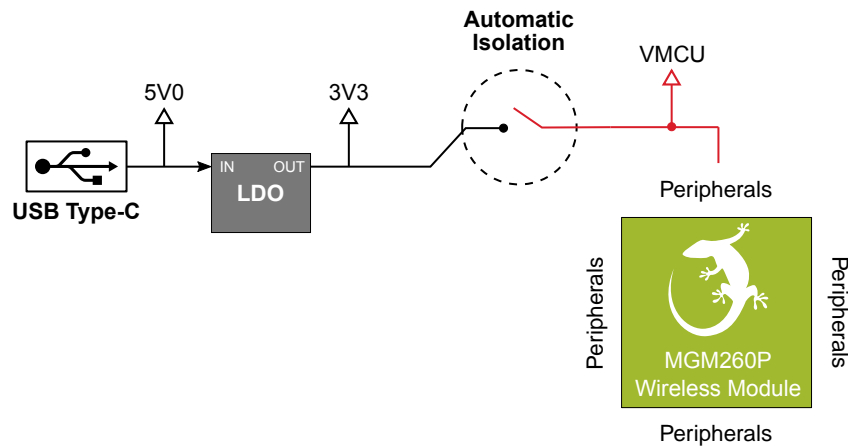 Automatic
Isolation
VMCU
5V0
3V3
IN
OUT
LDO
USB Type-C
Peripherals
Peripherals
Peripherals
MGM260P
Wireless Module
Peripherals